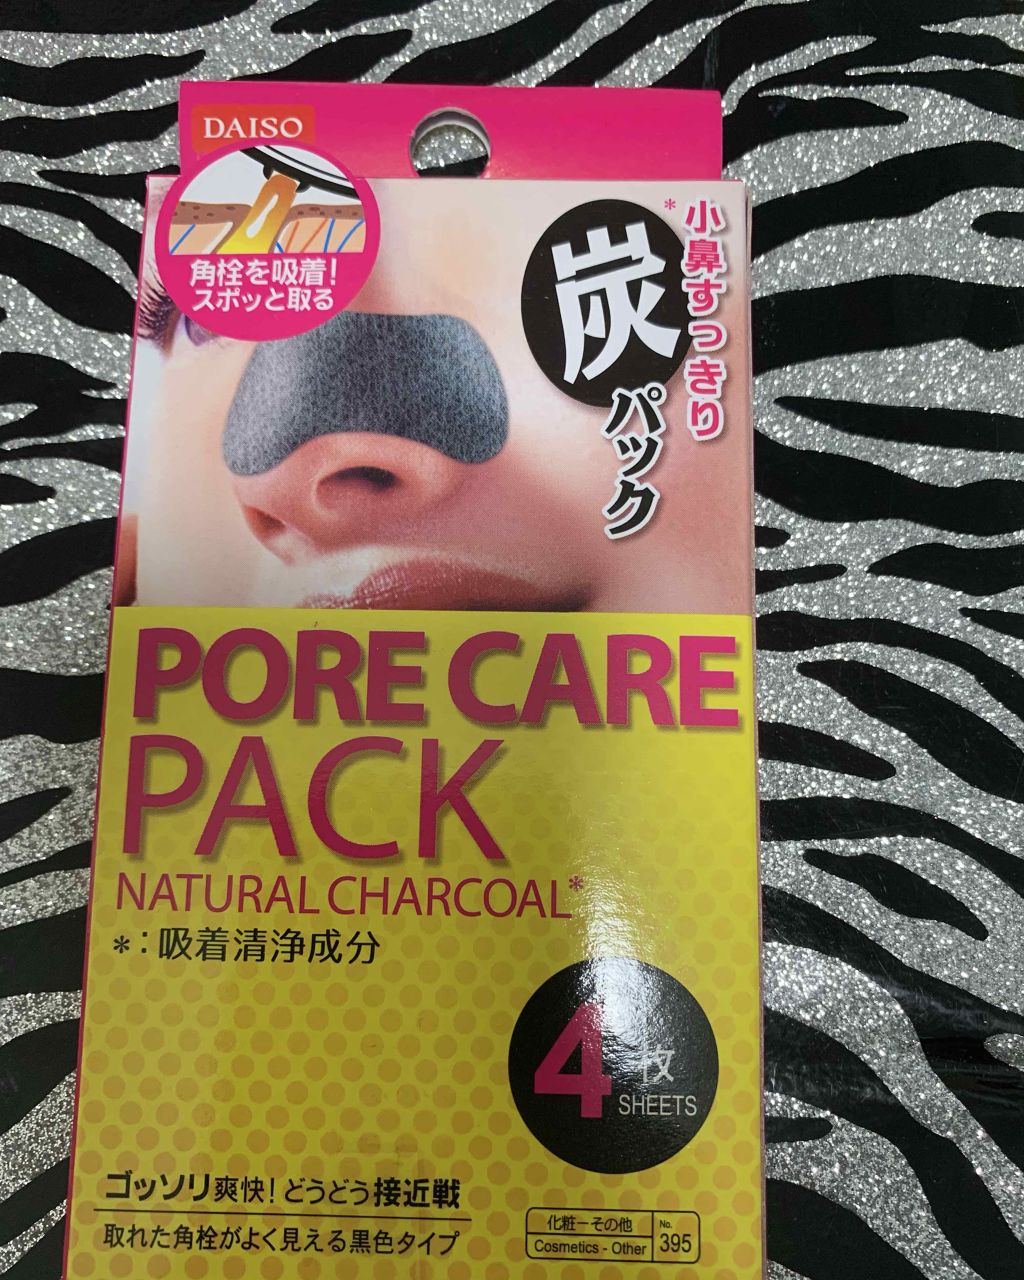 DAISO
角栓を吸着!
スポッと取る
*小鼻すっきり
炭パック
PORE CARE
PACK
NATURAL CHARCOAL*
*:吸着清浄成分
4枚
SHEETS
ゴッソリ爽快!どうどう接近戦
取れた角栓がよく見える黒色タイプ
化粧ーその他
Cosmetics - Other
No.
395